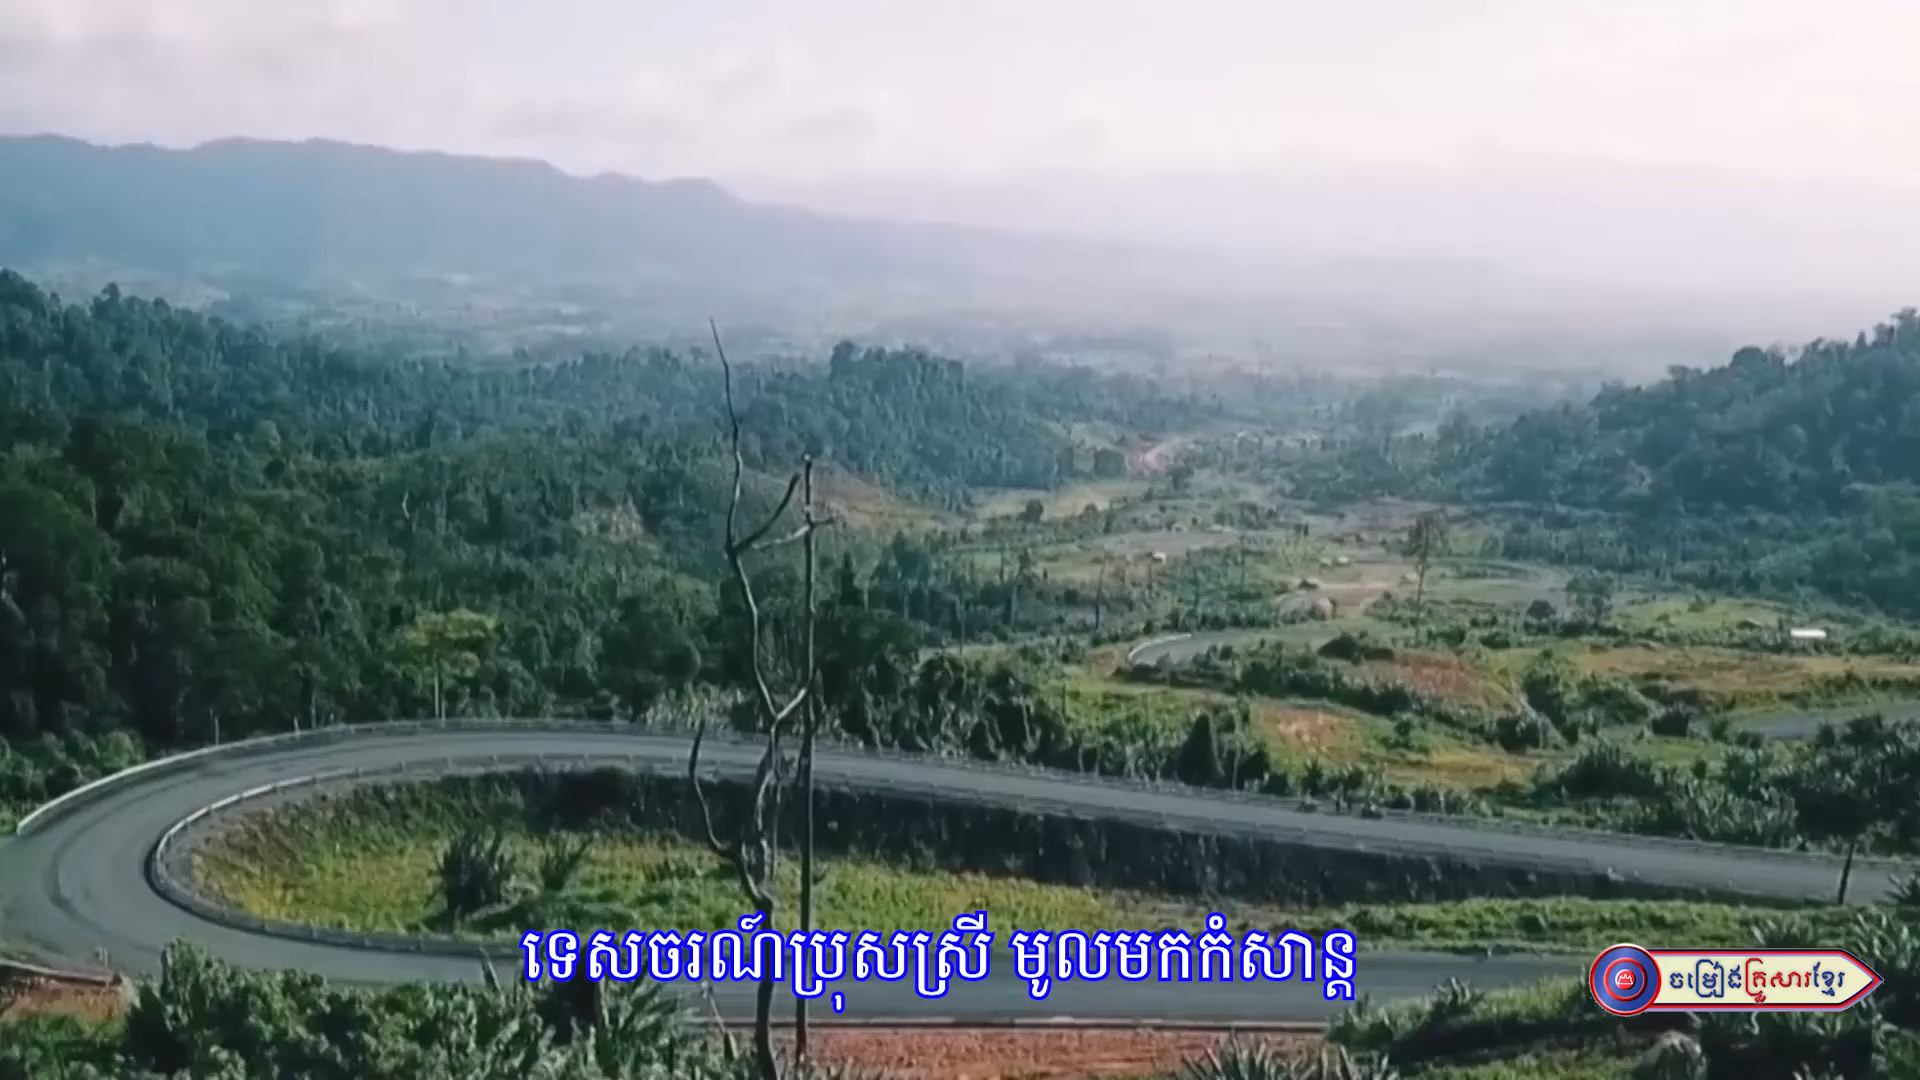 ទេសចរណ៍ប្រុសស្រី មូលមកកំសាន្ត
ចម្រៀងគ្រួសារខ្មែរ